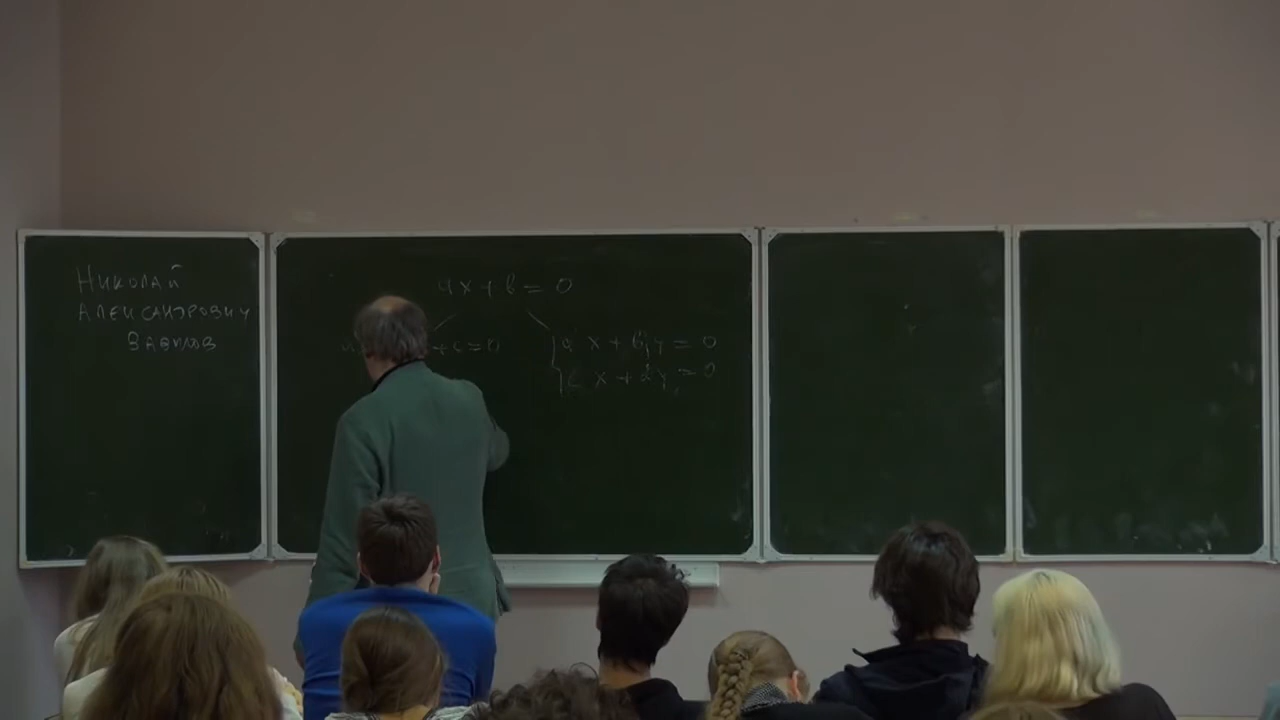 НИКОЛАЙ
АЛЕКСАНДРОВИЧ
ВАВИЛОВ
ax + b = 0
+ c = 0
a x + b y = 0
c x + d y = 0